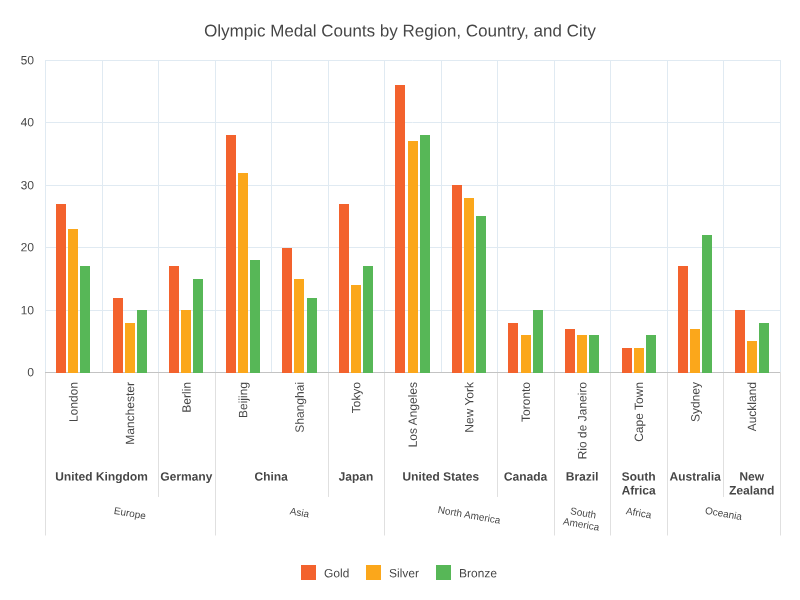 Olympic Medal Counts by Region, Country, and City
50
40
30
20
10
0
London
Manchester
Berlin
Beijing
Shanghai
Tokyo
Los Angeles
New York
Toronto
Rio de Janeiro
Cape Town
Sydney
Auckland
United Kingdom
Germany
China
Japan
United States
Canada
Brazil
South
Africa
Australia
New
Zealand
Europe
Asia
North America
South
America
Africa
Oceania
Gold
Silver
Bronze